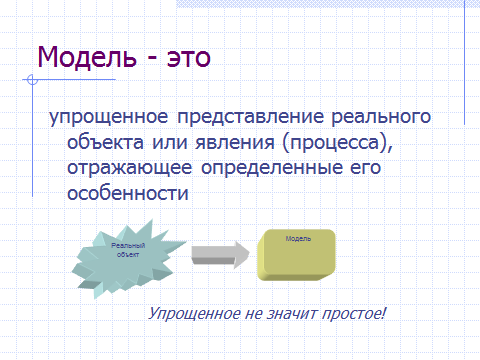 Модель - это
упрощенное представление реального
объекта или явления (процесса),
отражающее определенные его
особенности
Реальный
объект
Модель
Упрощенное не значит простое!